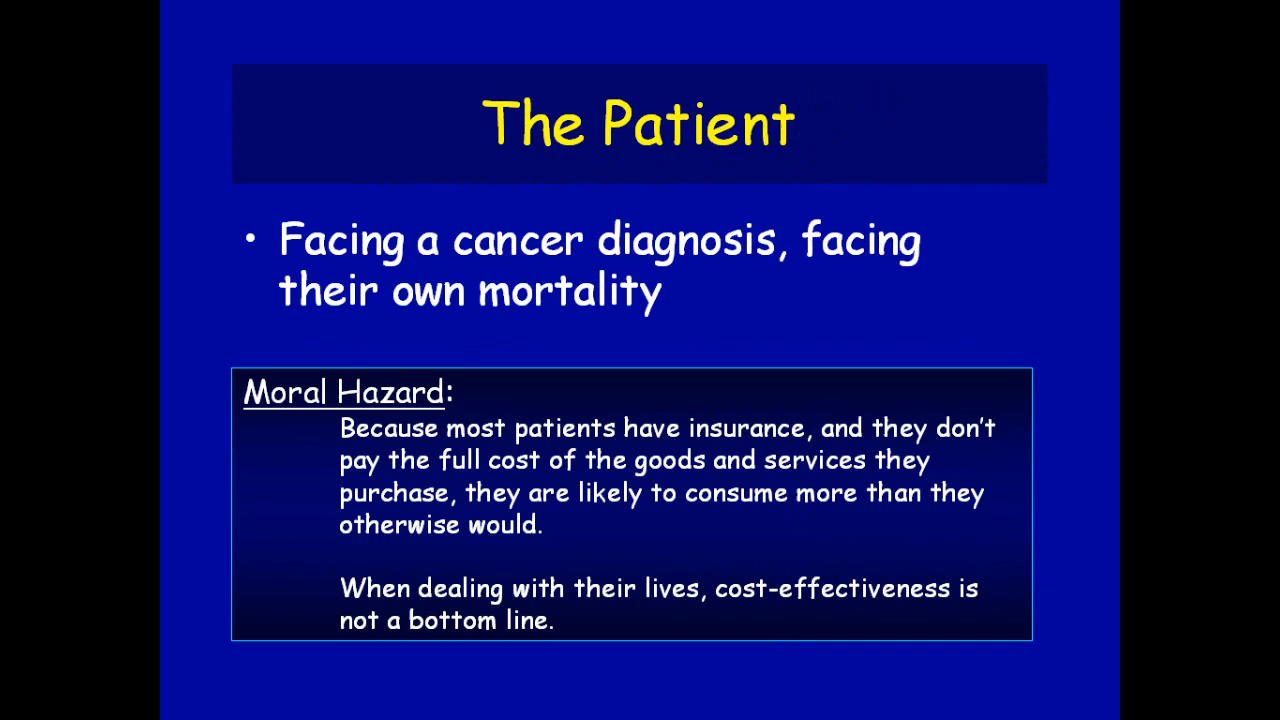 The Patient
• Facing a cancer diagnosis, facing
their own mortality
Moral Hazard:
Because most patients have insurance, and they don't
pay the full cost of the goods and services they
purchase, they are likely to consume more than they
otherwise would.
When dealing with their lives, cost-effectiveness is
not a bottom line.